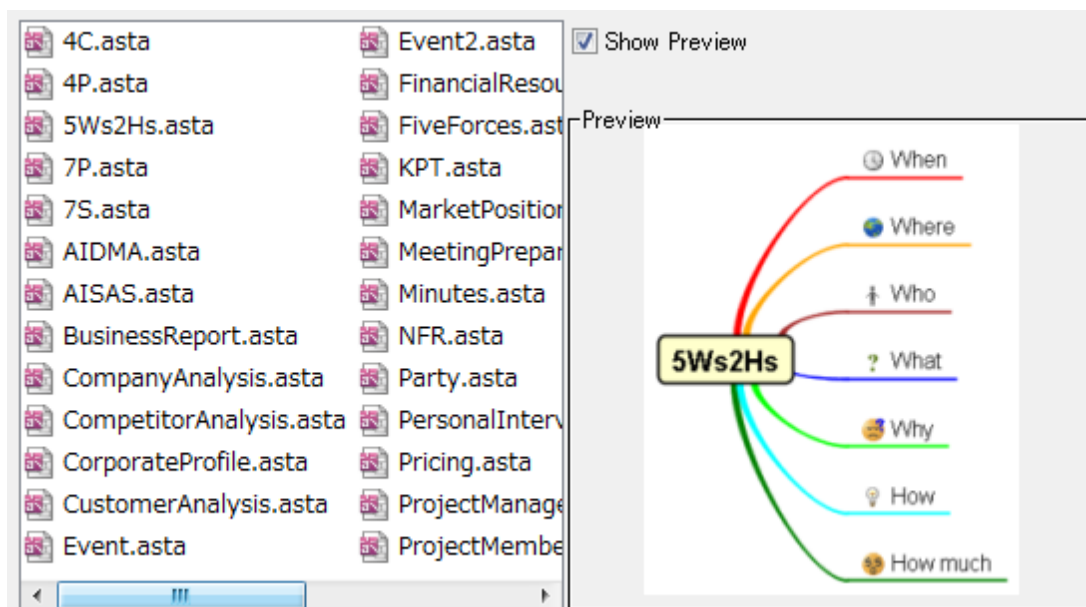 4C.asta
4P.asta
5Ws2Hs.asta
7P.asta
7S.asta
AIDMA.asta
AISAS.asta
BusinessReport.asta
CompanyAnalysis.asta
CompetitorAnalysis.asta
CorporateProfile.asta
CustomerAnalysis.asta
Event.asta
Event2.asta
FinancialResou
FiveForces.ast
KPT.asta
MarketPosition
MeetingPrepar
Minutes.asta
NFR.asta
Party.asta
PersonalInterv
Pricing.asta
ProjectManage
ProjectMembe
Show Preview
Preview
5Ws2Hs
When
Where
Who
What
Why
How
How much